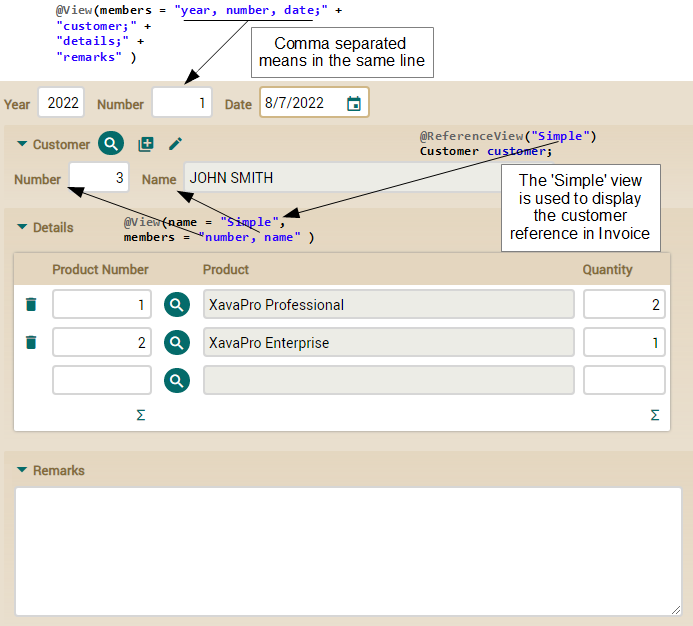 @View(members = "year, number, date;" +
"customer;" +
"details;" +
"remarks" )
Comma separated
means in the same line
Year 2022 Number 1 Date 8/7/2022
Customer
@ReferenceView("Simple")
Customer customer;
Number 3 Name JOHN SMITH
The 'Simple' view
is used to display
the customer
reference in Invoice
Details
@View(name = "Simple",
members = "number, name" )
Product Number Product Quantity
1 XavaPro Professional 2
2 XavaPro Enterprise 1
Σ Σ
Remarks